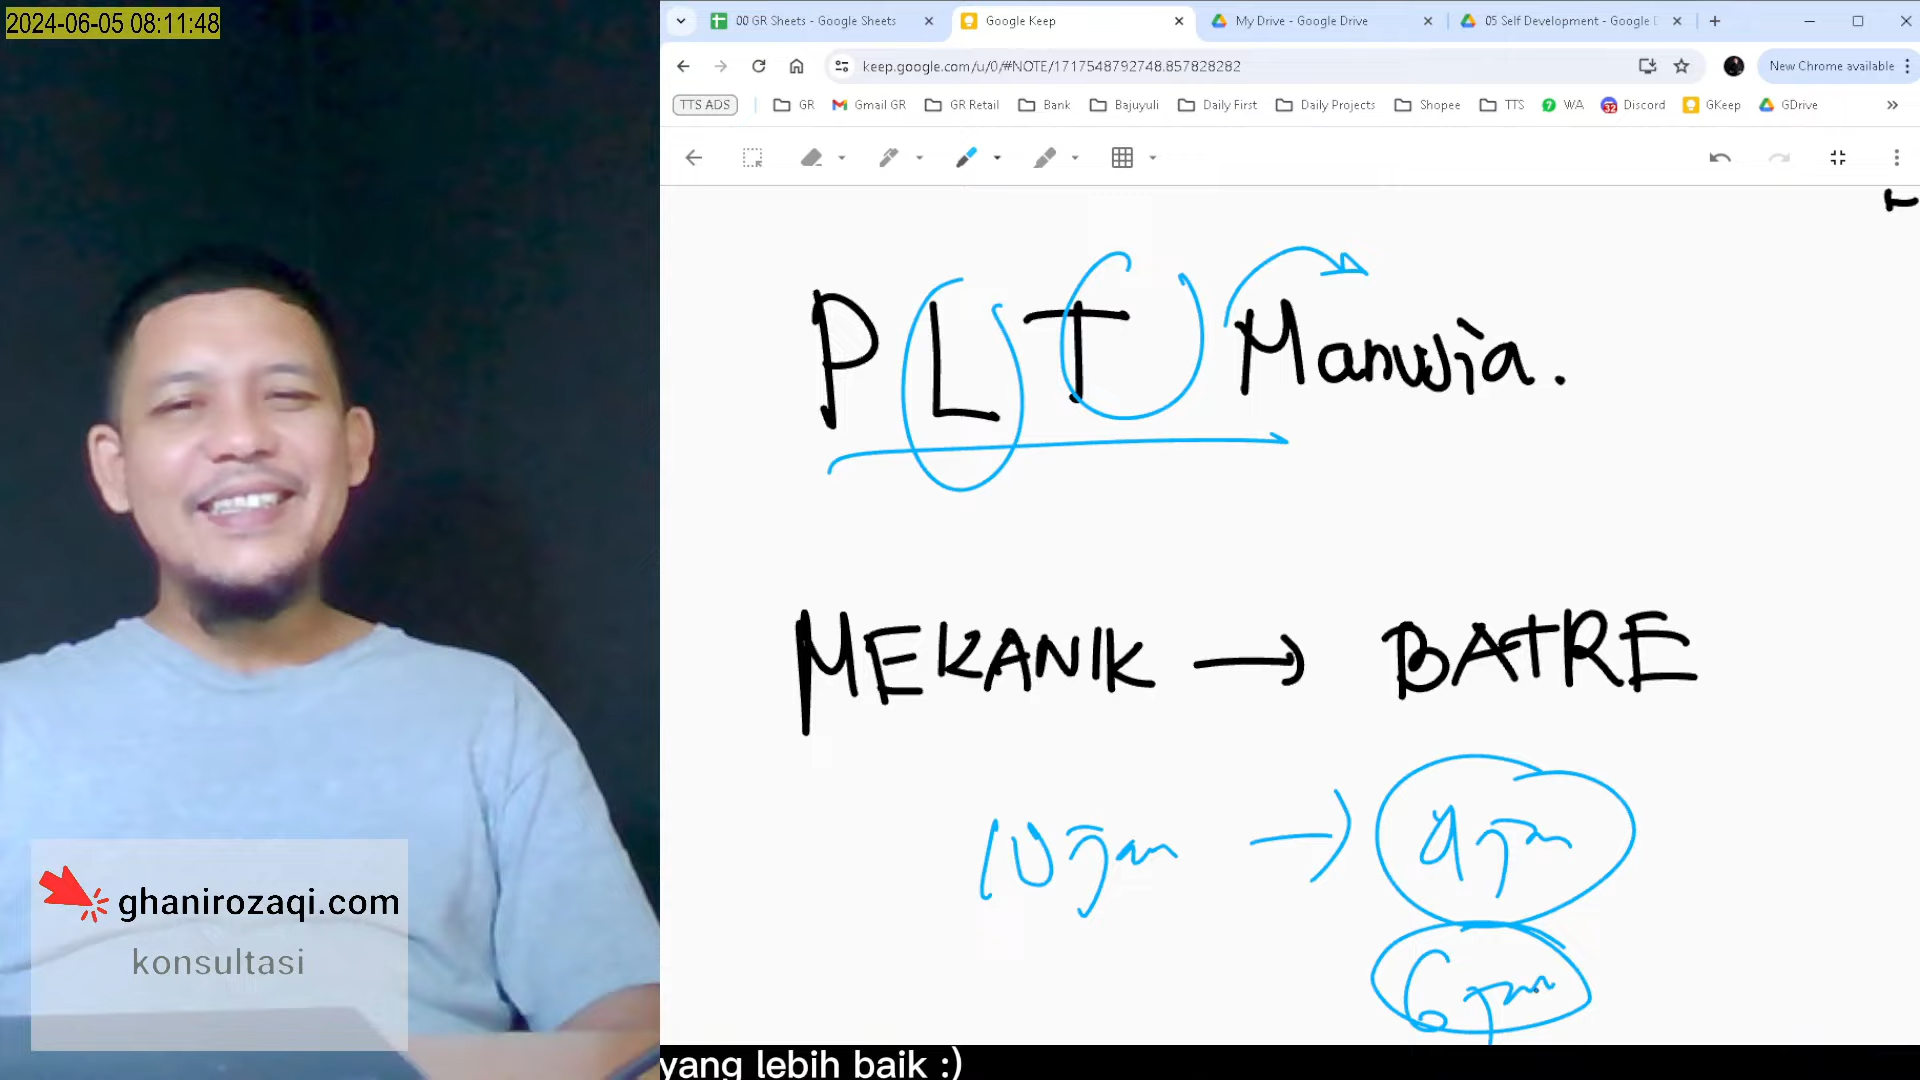 2024-06-05 08:11:48
00 GR Sheets - Google Sheets
Google Keep
My Drive - Google Drive
05 Self Development - Google D
keep.google.com/u/0/#NOTE/1717548792748.857828282
New Chrome available
TTS ADS
GR
Gmail GR
GR Retail
Bank
Bajuyuli
Daily First
Daily Projects
Shopee
TTS
WA
32
Discord
GKeep
GDrive
P L T Manusia.
MEKANIK → BATRE
10 jam → 4 jam
6 jam
ghanirozaqi.com
konsultasi
yang lebih baik :)